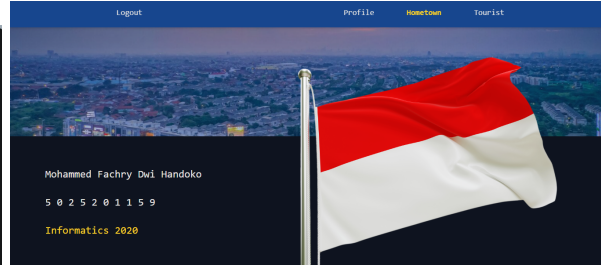 Logout Profile Hometown Tourist
Mohammed Fachry Dwi Handoko
5 0 2 5 2 0 1 1 5 9
Informatics 2020